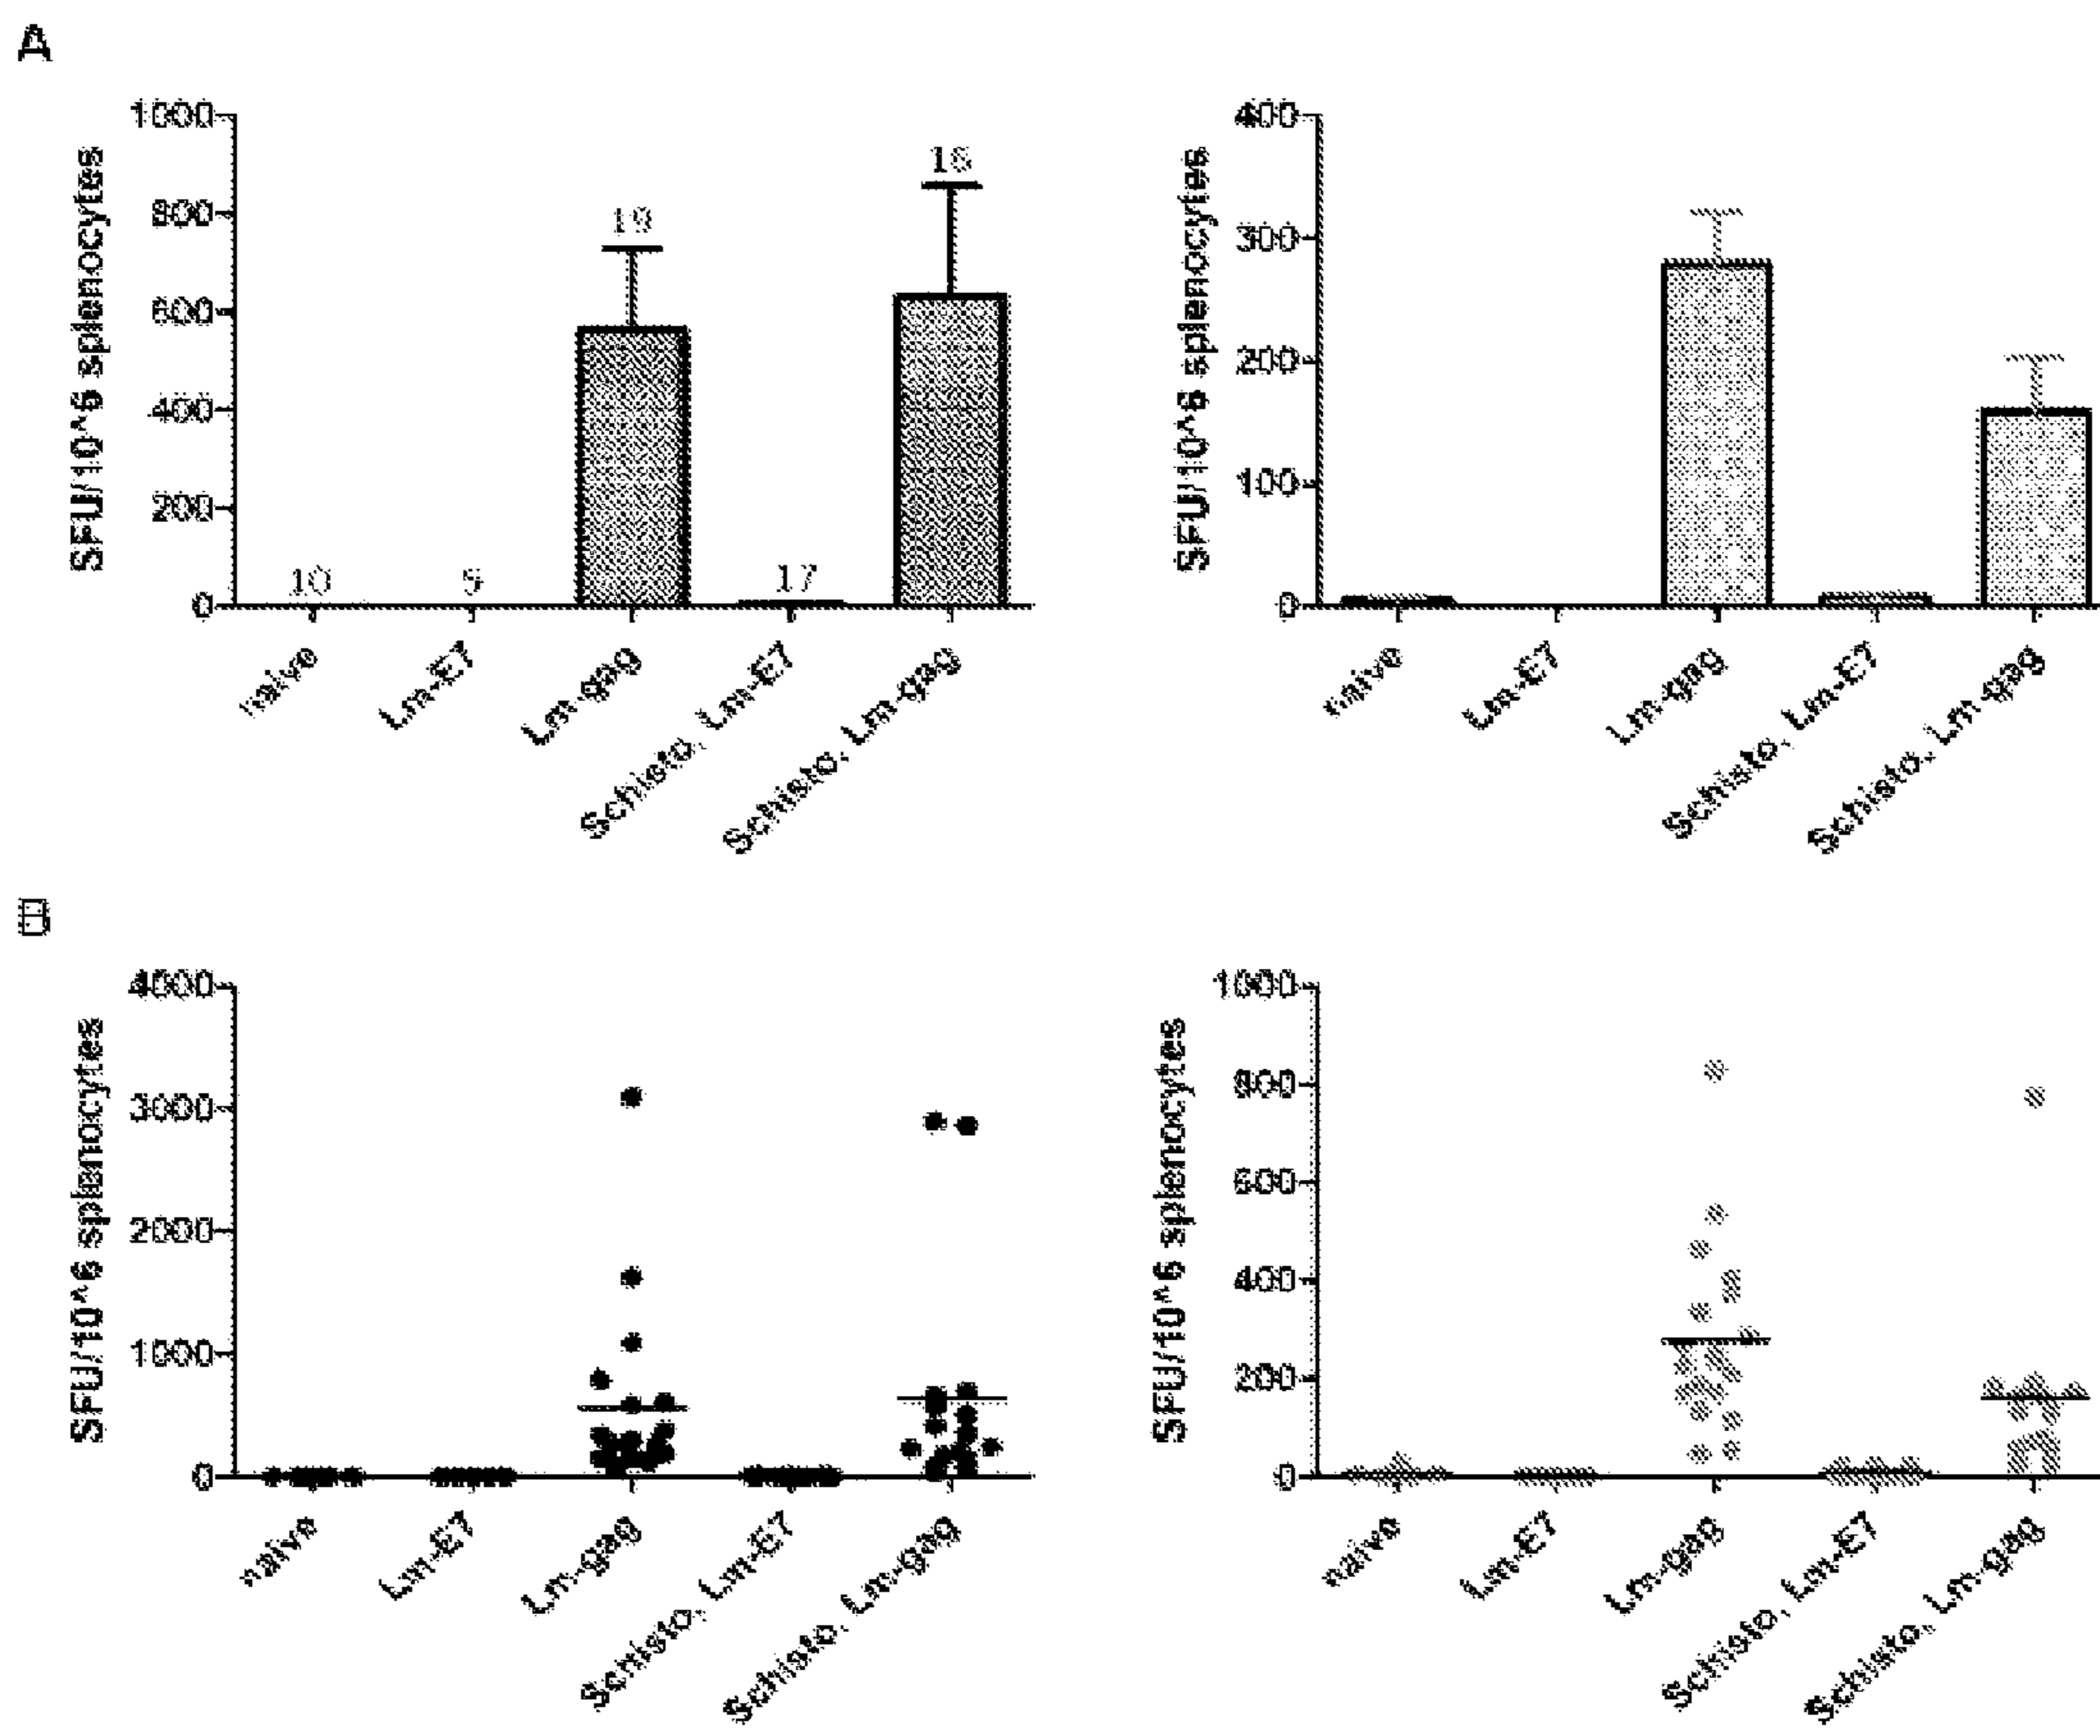 A
1000
800
600
400
200
0
SFU/10^6 splenocytes
10
5
19
17
naive
Lm-E7
Lm-gag
Schisto, Lm-E7
Schisto, Lm-gag
400
300
200
100
0
SFU/10^6 splenocytes
naive
Lm-E7
Lm-gag
Schisto, Lm-E7
Schisto, Lm-gag
B
4000
3000
2000
1000
0
SFU/10^6 splenocytes
naive
Lm-E7
Lm-gag
Schisto, Lm-E7
Schisto, Lm-gag
1000
800
600
400
200
0
SFU/10^6 splenocytes
naive
Lm-E7
Lm-gag
Schisto, Lm-E7
Schisto, Lm-gag